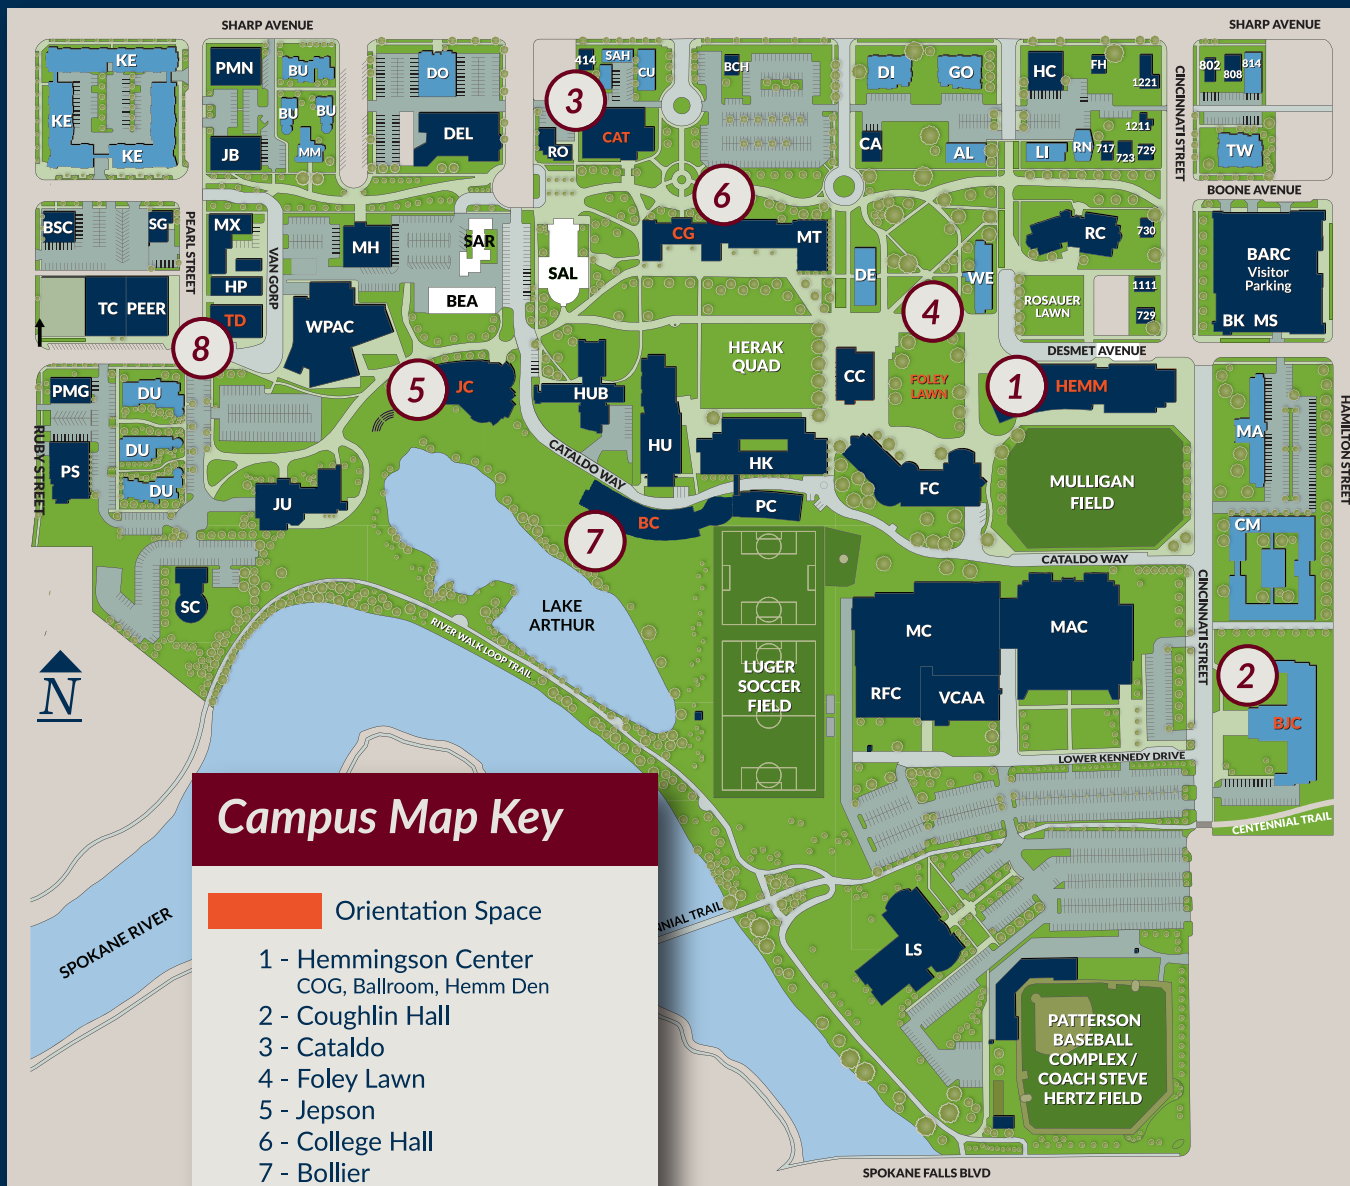 SHARP AVENUE
SHARP AVENUE
KE
KE
KE
PMN
BU
BU
BU
MM
JB
DO
DEL
414
SAH
CU
3
CAT
RO
BCH
DI
GO
CA
AL
HC
FH
1221
LI
RN
717
723
1211
729
CINCINNATI STREET
802
808
814
TW
BOONE AVENUE
BSC
SG
PEARL STREET
MX
VAN GORP
HP
TD
TC
PEER
8
MH
SAR
BEA
SAL
WPAC
6
CG
MT
DE
WE
4
RC
730
ROSAUER
LAWN
1111
729
BARC
Visitor
Parking
BK
MS
DESMET AVENUE
HERAK
QUAD
CC
FOLEY
LAWN
1
HEMM
5
JC
HUB
HU
HK
PMG
DU
DU
DU
RUBY STREET
PS
JU
SC
CATALDO WAY
BC
7
PC
FC
MULLIGAN
FIELD
CATALDO WAY
MA
HAMILTON STREET
CM
CINCINNATI STREET
LAKE
ARTHUR
RIVER WALK LOOP TRAIL
LUGER
SOCCER
FIELD
MC
MAC
RFC
VCAA
2
BJC
LOWER KENNEDY DRIVE
CENTENNIAL TRAIL
N
SPOKANE RIVER
NNIAL TRAIL
LS
PATTERSON
BASEBALL
COMPLEX /
COACH STEVE
HERTZ FIELD
SPOKANE FALLS BLVD
Campus Map Key
Orientation Space
1 - Hemmingson Center
COG, Ballroom, Hemm Den
2 - Coughlin Hall
3 - Cataldo
4 - Foley Lawn
5 - Jepson
6 - College Hall
7 - Bollier